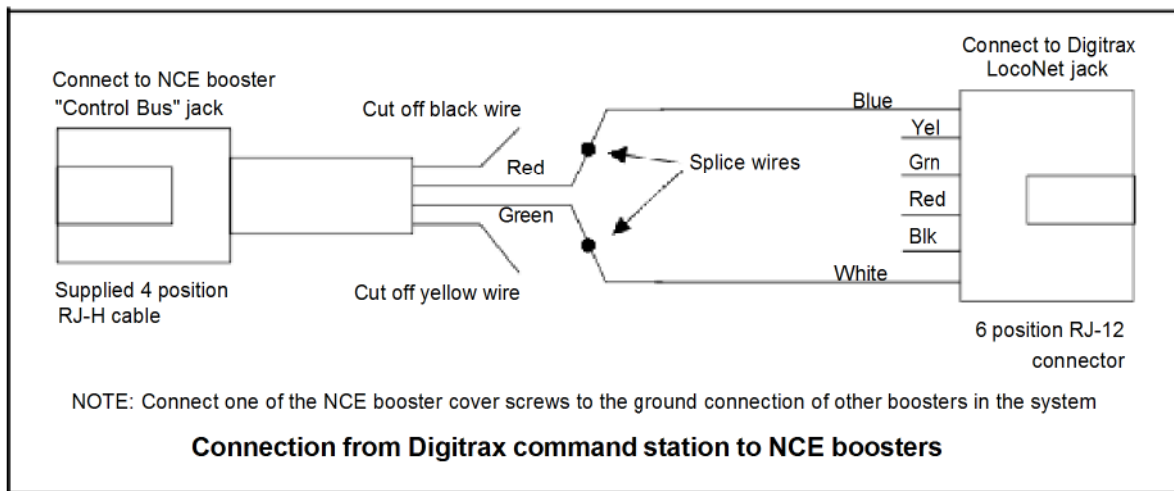 Connect to NCE booster
"Control Bus" jack
Cut off black wire
Red
Green
Cut off yellow wire
Supplied 4 position
RJ-H cable
Splice wires
Connect to Digitrax
LocoNet jack
Blue
Yel
Grn
Red
Blk
White
6 position RJ-12
connector
NOTE: Connect one of the NCE booster cover screws to the ground connection of other boosters in the system
Connection from Digitrax command station to NCE boosters